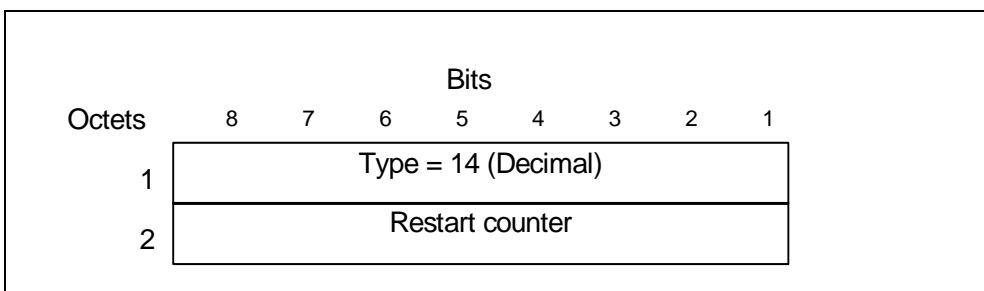 Bits
Octets 8 7 6 5 4 3 2 1
1 Type = 14 (Decimal)
2 Restart counter